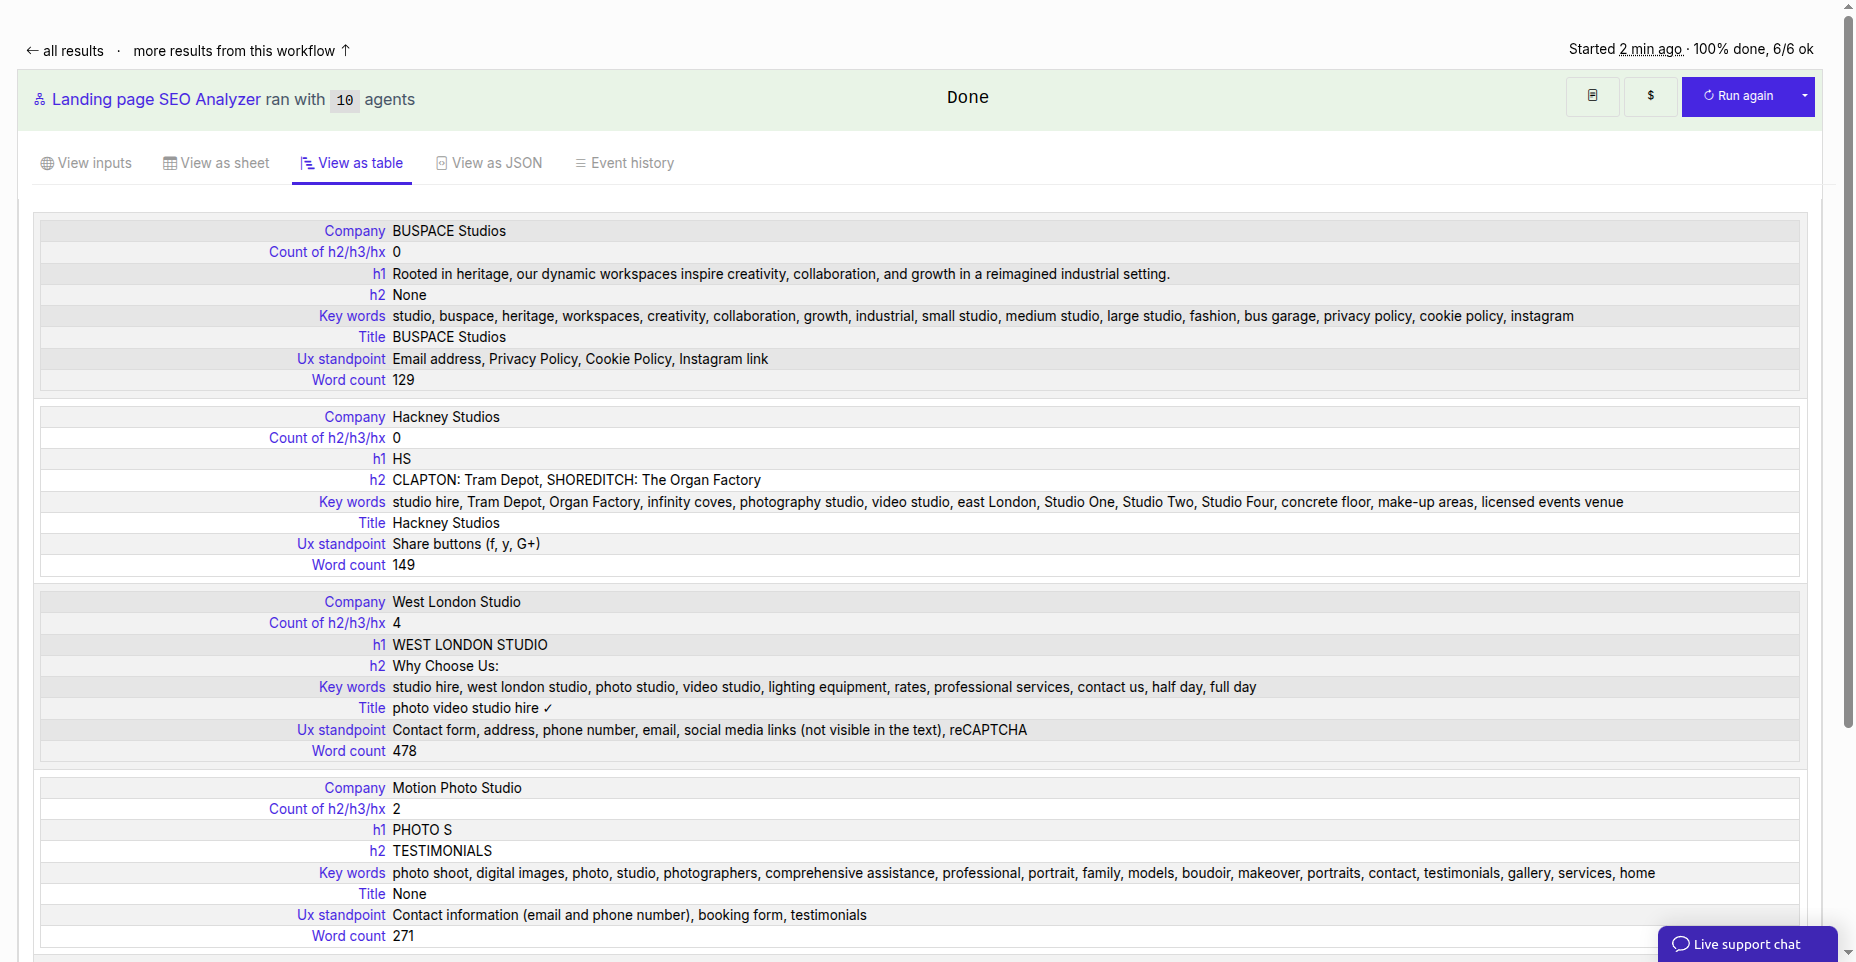 ← all results · more results from this workflow ↑
Started 2 min ago · 100% done, 6/6 ok
Landing page SEO Analyzer ran with 10 agents
Done
$
Run again
View inputs
View as sheet
View as table
View as JSON
Event history
Company BUSPACE Studios
Count of h2/h3/hx 0
h1 Rooted in heritage, our dynamic workspaces inspire creativity, collaboration, and growth in a reimagined industrial setting.
h2 None
Key words studio, buspace, heritage, workspaces, creativity, collaboration, growth, industrial, small studio, medium studio, large studio, fashion, bus garage, privacy policy, cookie policy, instagram
Title BUSPACE Studios
Ux standpoint Email address, Privacy Policy, Cookie Policy, Instagram link
Word count 129
Company Hackney Studios
Count of h2/h3/hx 0
h1 HS
h2 CLAPTON: Tram Depot, SHOREDITCH: The Organ Factory
Key words studio hire, Tram Depot, Organ Factory, infinity coves, photography studio, video studio, east London, Studio One, Studio Two, Studio Four, concrete floor, make-up areas, licensed events venue
Title Hackney Studios
Ux standpoint Share buttons (f, y, G+)
Word count 149
Company West London Studio
Count of h2/h3/hx 4
h1 WEST LONDON STUDIO
h2 Why Choose Us:
Key words studio hire, west london studio, photo studio, video studio, lighting equipment, rates, professional services, contact us, half day, full day
Title photo video studio hire ✓
Ux standpoint Contact form, address, phone number, email, social media links (not visible in the text), reCAPTCHA
Word count 478
Company Motion Photo Studio
Count of h2/h3/hx 2
h1 PHOTO S
h2 TESTIMONIALS
Key words photo shoot, digital images, photo, studio, photographers, comprehensive assistance, professional, portrait, family, models, boudoir, makeover, portraits, contact, testimonials, gallery, services, home
Title None
Ux standpoint Contact information (email and phone number), booking form, testimonials
Word count 271
Live support chat